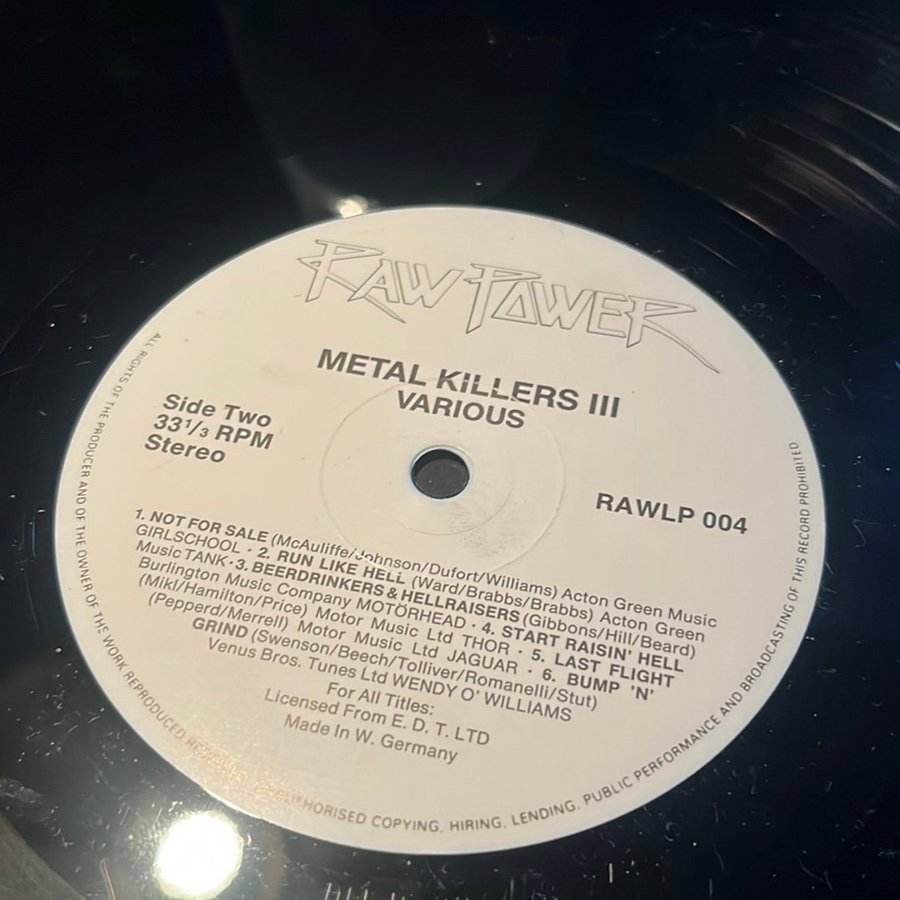 RAW POWER
METAL KILLERS III
VARIOUS
Side Two
33 1/3 RPM
Stereo
RAWLP 004
1. NOT FOR SALE (McAuliffe/Johnson/Dufort/Williams) Acton Green Music
GIRLSCHOOL · 2. RUN LIKE HELL (Ward/Brabbs/Brabbs) Acton Green
Music TANK · 3. BEERDRINKERS & HELLRAISERS (Gibbons/Hill/Beard)
Burlington Music Company MOTÖRHEAD · 4. START RAISIN' HELL
(Mikl/Hamilton/Price) Motor Music Ltd THOR · 5. LAST FLIGHT
(Pepperd/Merrell) Motor Music Ltd JAGUAR · 6. BUMP 'N'
GRIND (Swenson/Beech/Tolliver/Romanelli/Stut)
Venus Bros. Tunes Ltd WENDY O' WILLIAMS
For All Titles:
Licensed From E. D. T. LTD
Made In W. Germany
ALL RIGHTS OF THE PRODUCER AND OF THE OWNER OF THE WORK REPRODUCED COPYING, HIRING, LENDING, PUBLIC PERFORMANCE AND BROADCASTING OF THIS RECORD PROHIBITED